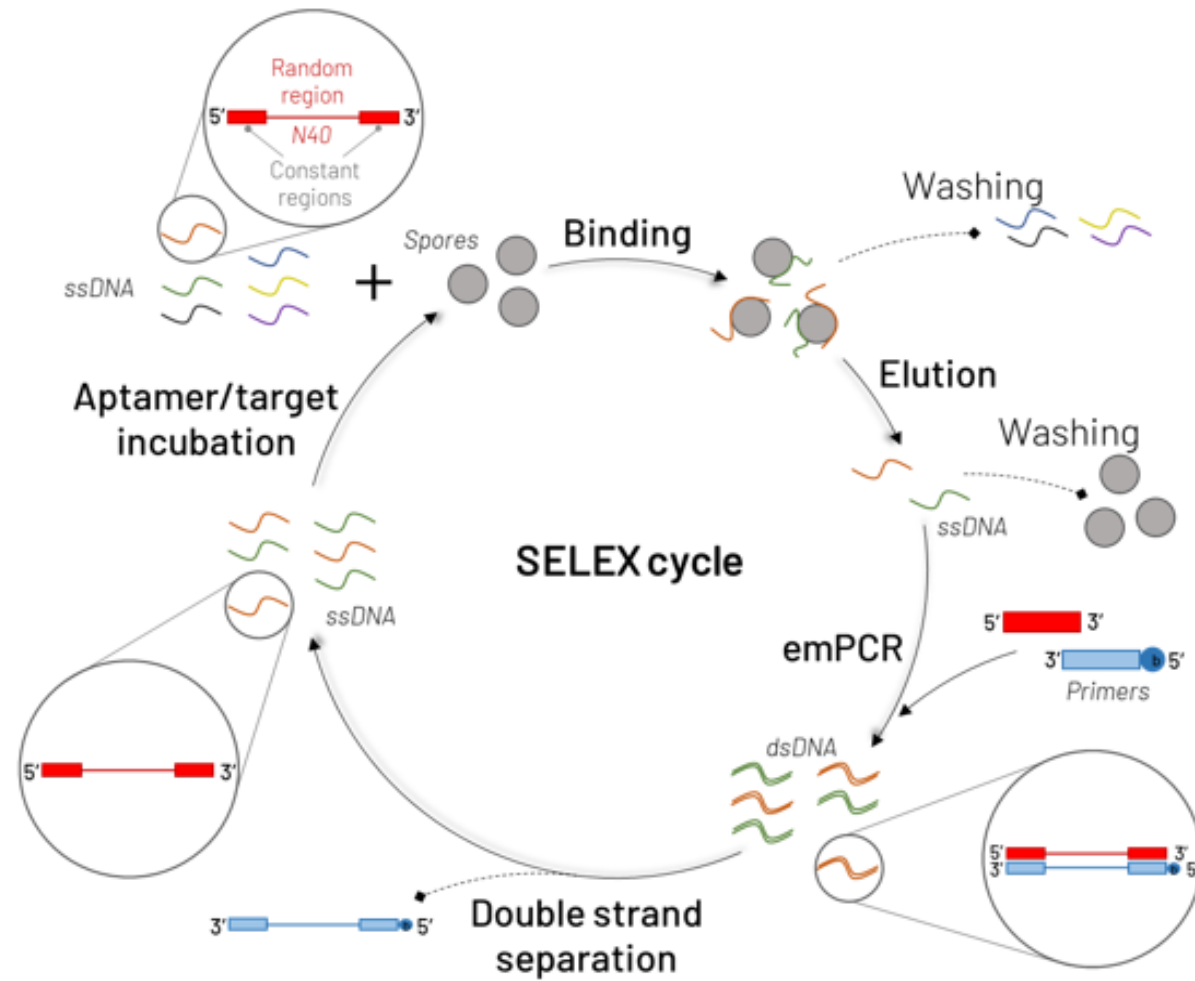 Random
region
5′ 3′
N40
Constant
regions
ssDNA
+
Spores
Binding
Washing
Elution
Washing
ssDNA
Aptamer/target
incubation
SELEX cycle
ssDNA
emPCR
5′ 3′
3′ b 5′
Primers
dsDNA
5′ 3′
5′ 3′
3′ b 5′
3′ b 5′
Double strand
separation